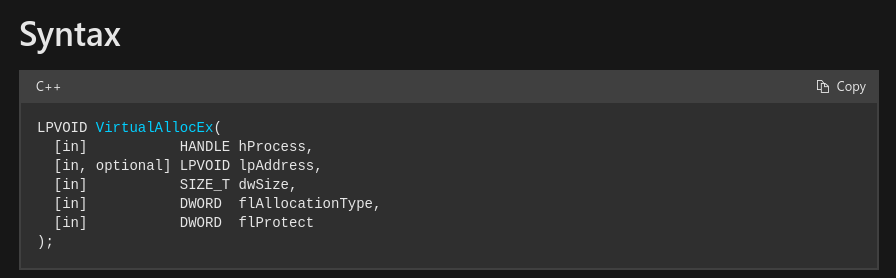 Syntax
C++ Copy
LPVOID VirtualAllocEx(
  [in]           HANDLE hProcess,
  [in, optional] LPVOID lpAddress,
  [in]           SIZE_T dwSize,
  [in]           DWORD  flAllocationType,
  [in]           DWORD  flProtect
);